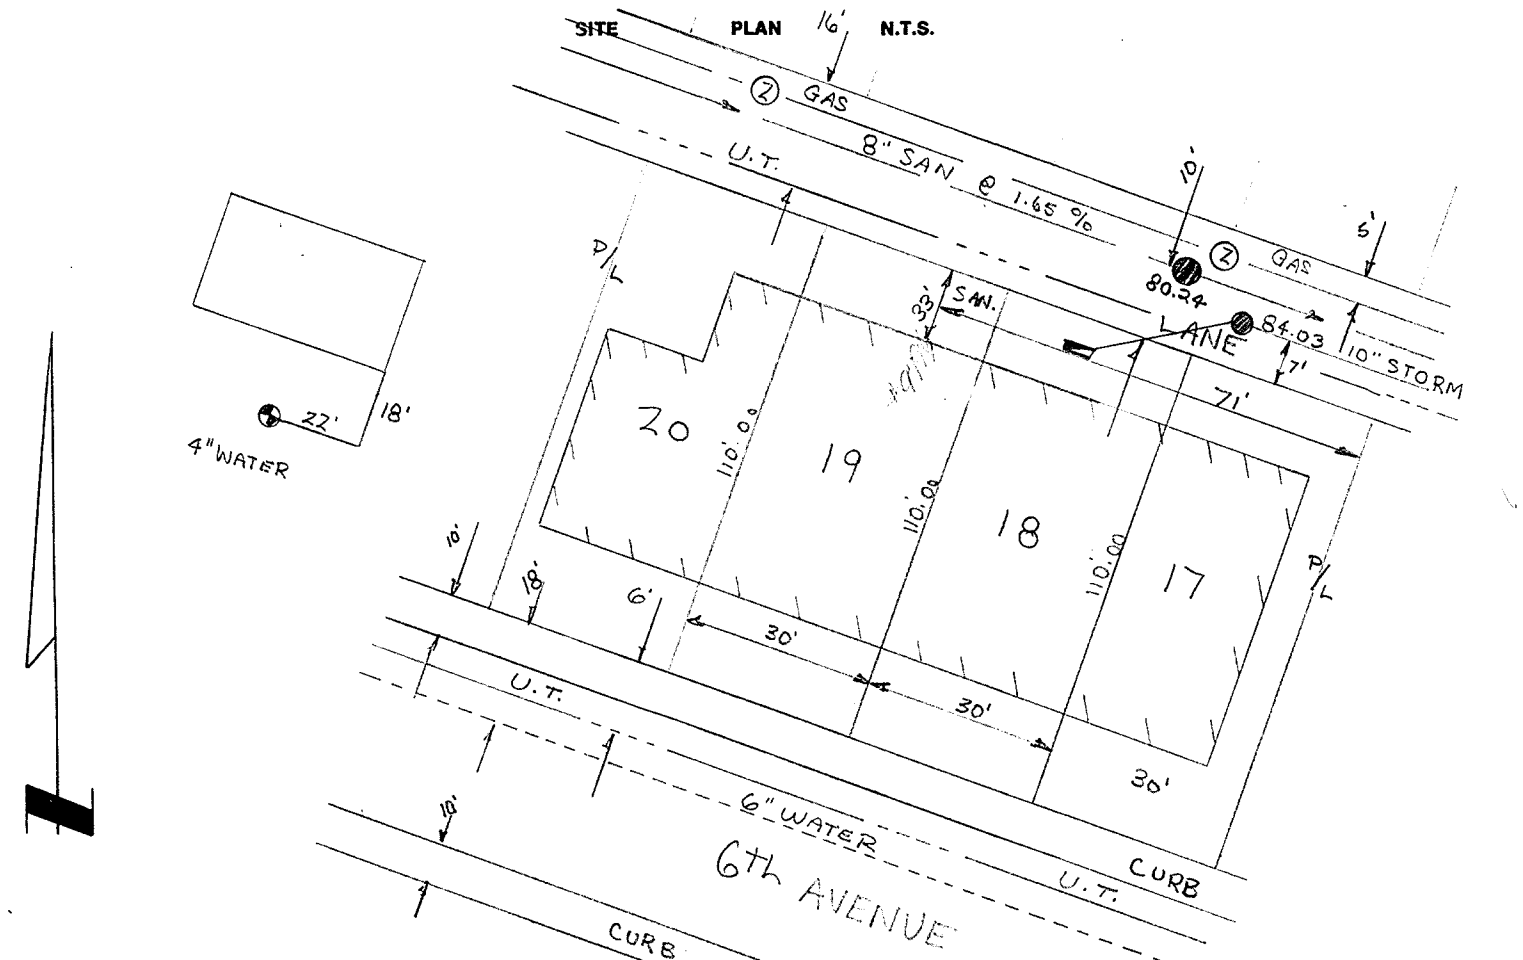 SITE PLAN N.T.S.
16'
② GAS
8" SAN @ 1.65 %
U.T.
10'
5'
② GAS
P/L
80.24
33'
SAN.
LANE
84.03
10" STORM
7'
71'
20
19
18
17
110'.00
110'.00
110'.00
22'
18'
4" WATER
10'
18'
6'
P/L
30'
30'
30'
U.T.
6" WATER
10'
6th AVENUE
CURB
U.T.
CURB